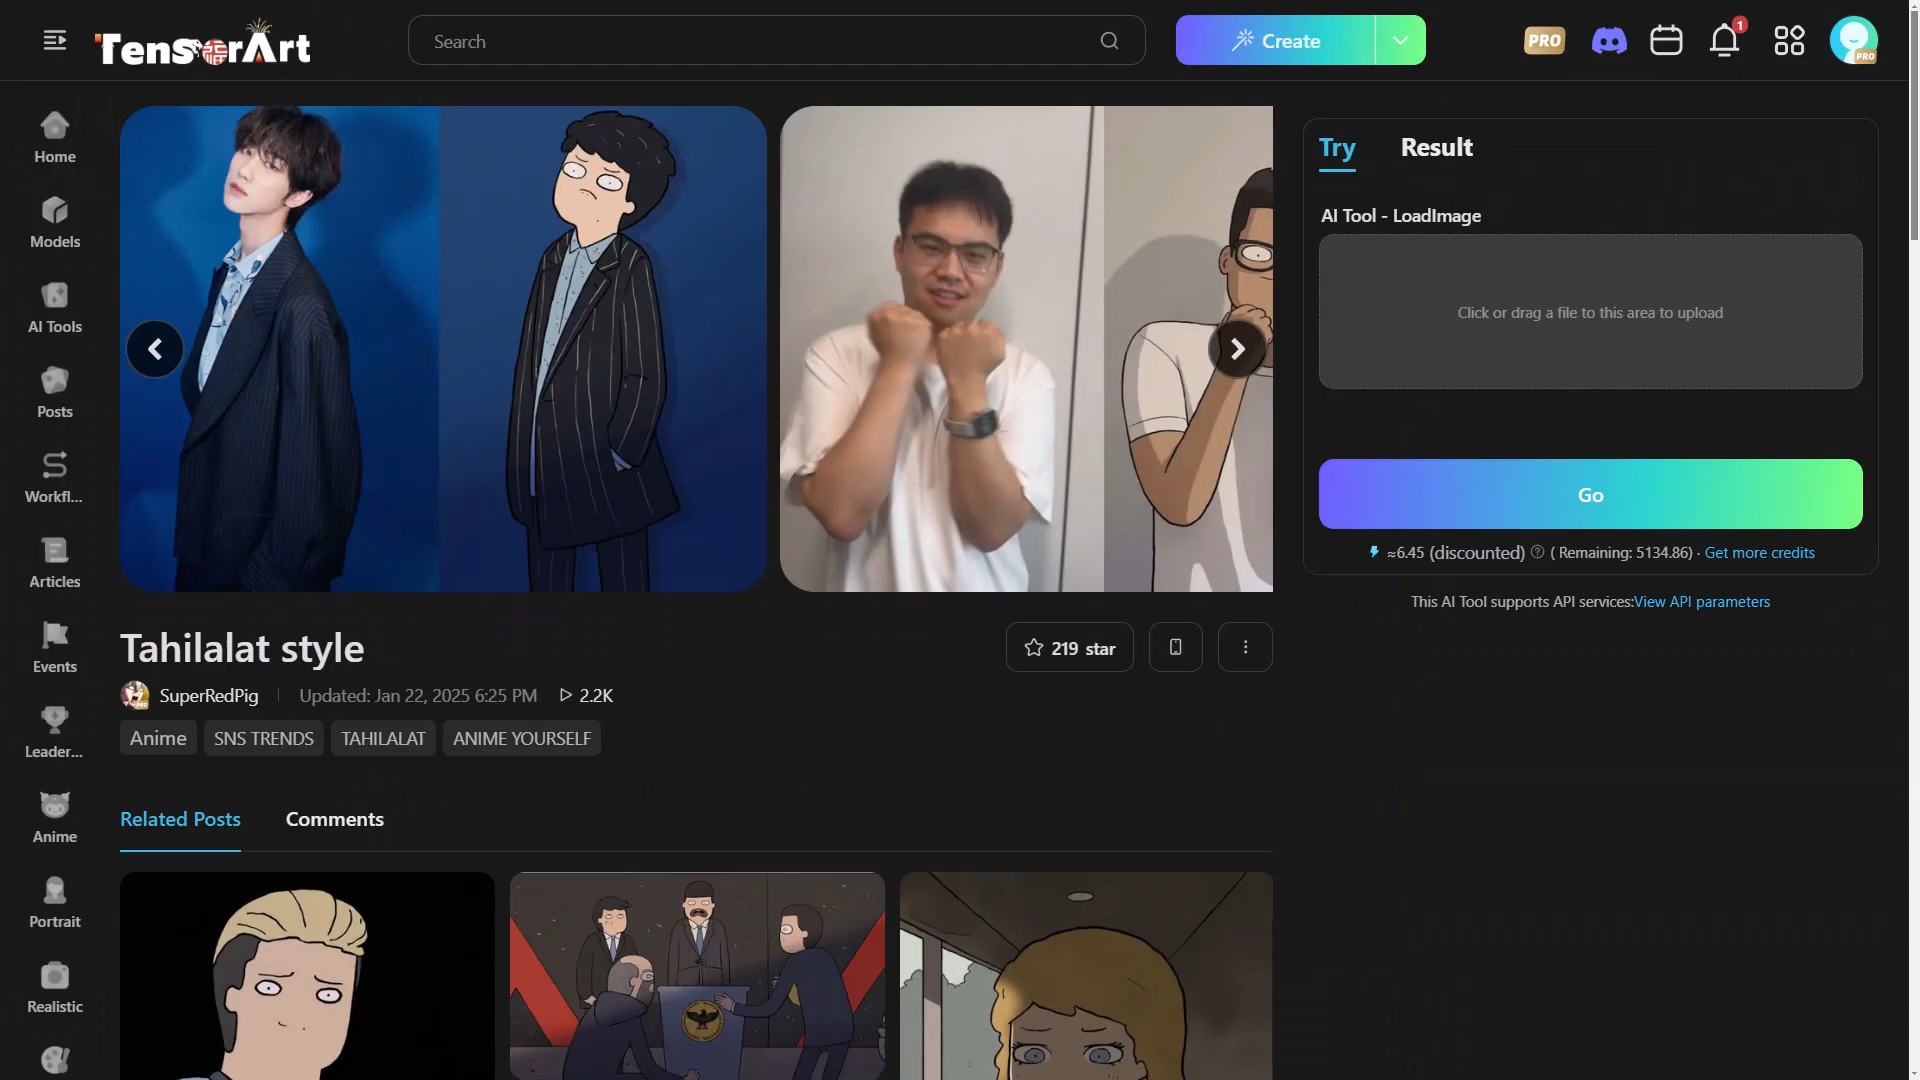 TensorArt
Search
Create
PRO
1
PRO
Home
Models
AI Tools
Posts
Workfl...
Articles
Events
Leader...
Anime
Portrait
Realistic
Try
Result
AI Tool - LoadImage
Click or drag a file to this area to upload
Go
≈6.45 (discounted) ( Remaining: 5134.86) · Get more credits
This AI Tool supports API services:View API parameters
Tahilalat style
219 star
SuperRedPig
Updated: Jan 22, 2025 6:25 PM
2.2K
Anime
SNS TRENDS
TAHILALAT
ANIME YOURSELF
Related Posts
Comments